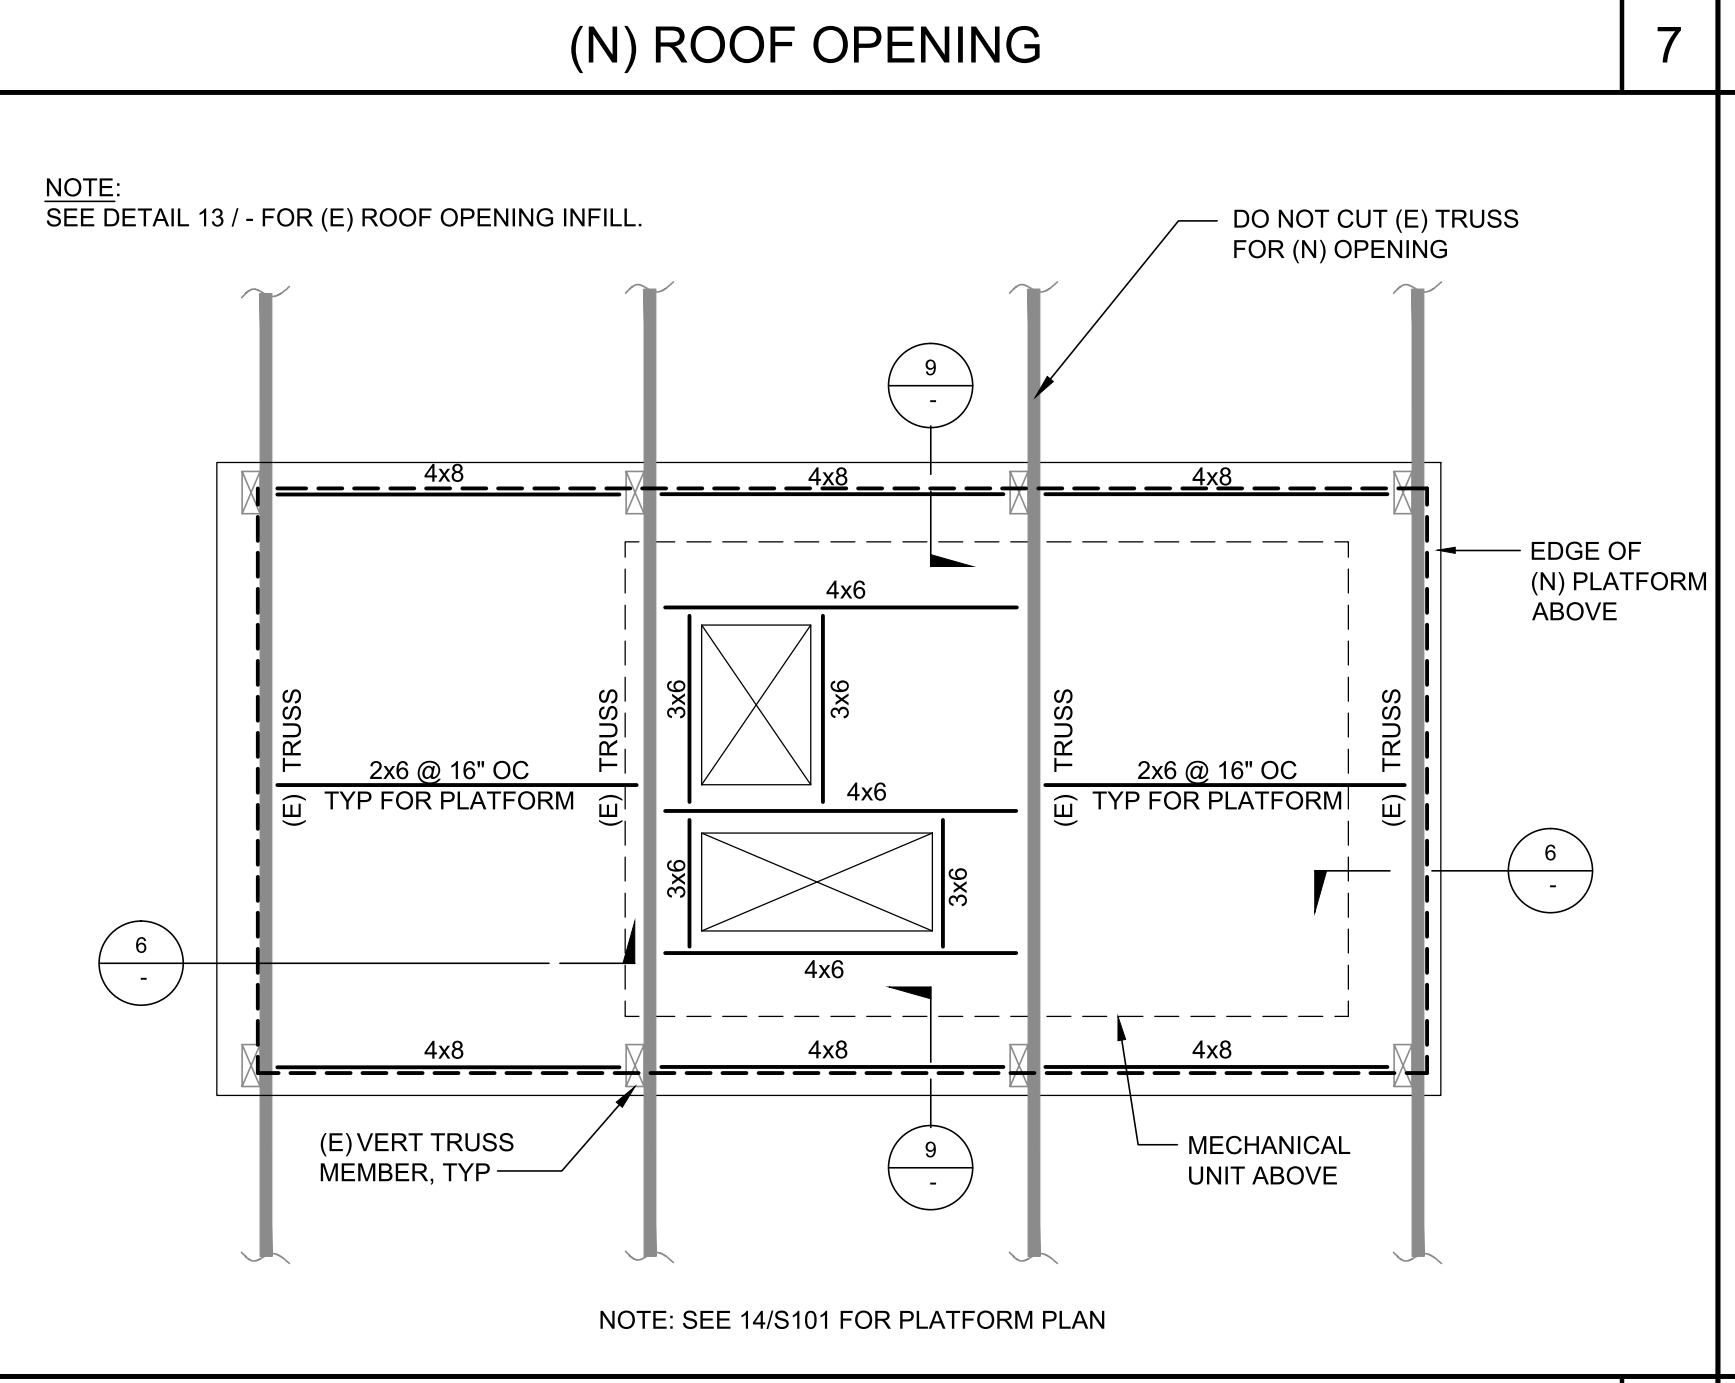 (N) ROOF OPENING
7
NOTE:
SEE DETAIL 13 / - FOR (E) ROOF OPENING INFILL.
DO NOT CUT (E) TRUSS
FOR (N) OPENING
9
-
4x8
4x8
4x8
EDGE OF
(N) PLATFORM
ABOVE
4x6
3x6
3x6
(E) TRUSS
(E) TRUSS
(E) TRUSS
(E) TRUSS
2x6 @ 16" OC
TYP FOR PLATFORM
2x6 @ 16" OC
TYP FOR PLATFORM
4x6
3x6
3x6
6
-
6
-
4x6
4x8
4x8
4x8
(E) VERT TRUSS
MEMBER, TYP
9
-
MECHANICAL
UNIT ABOVE
NOTE: SEE 14/S101 FOR PLATFORM PLAN